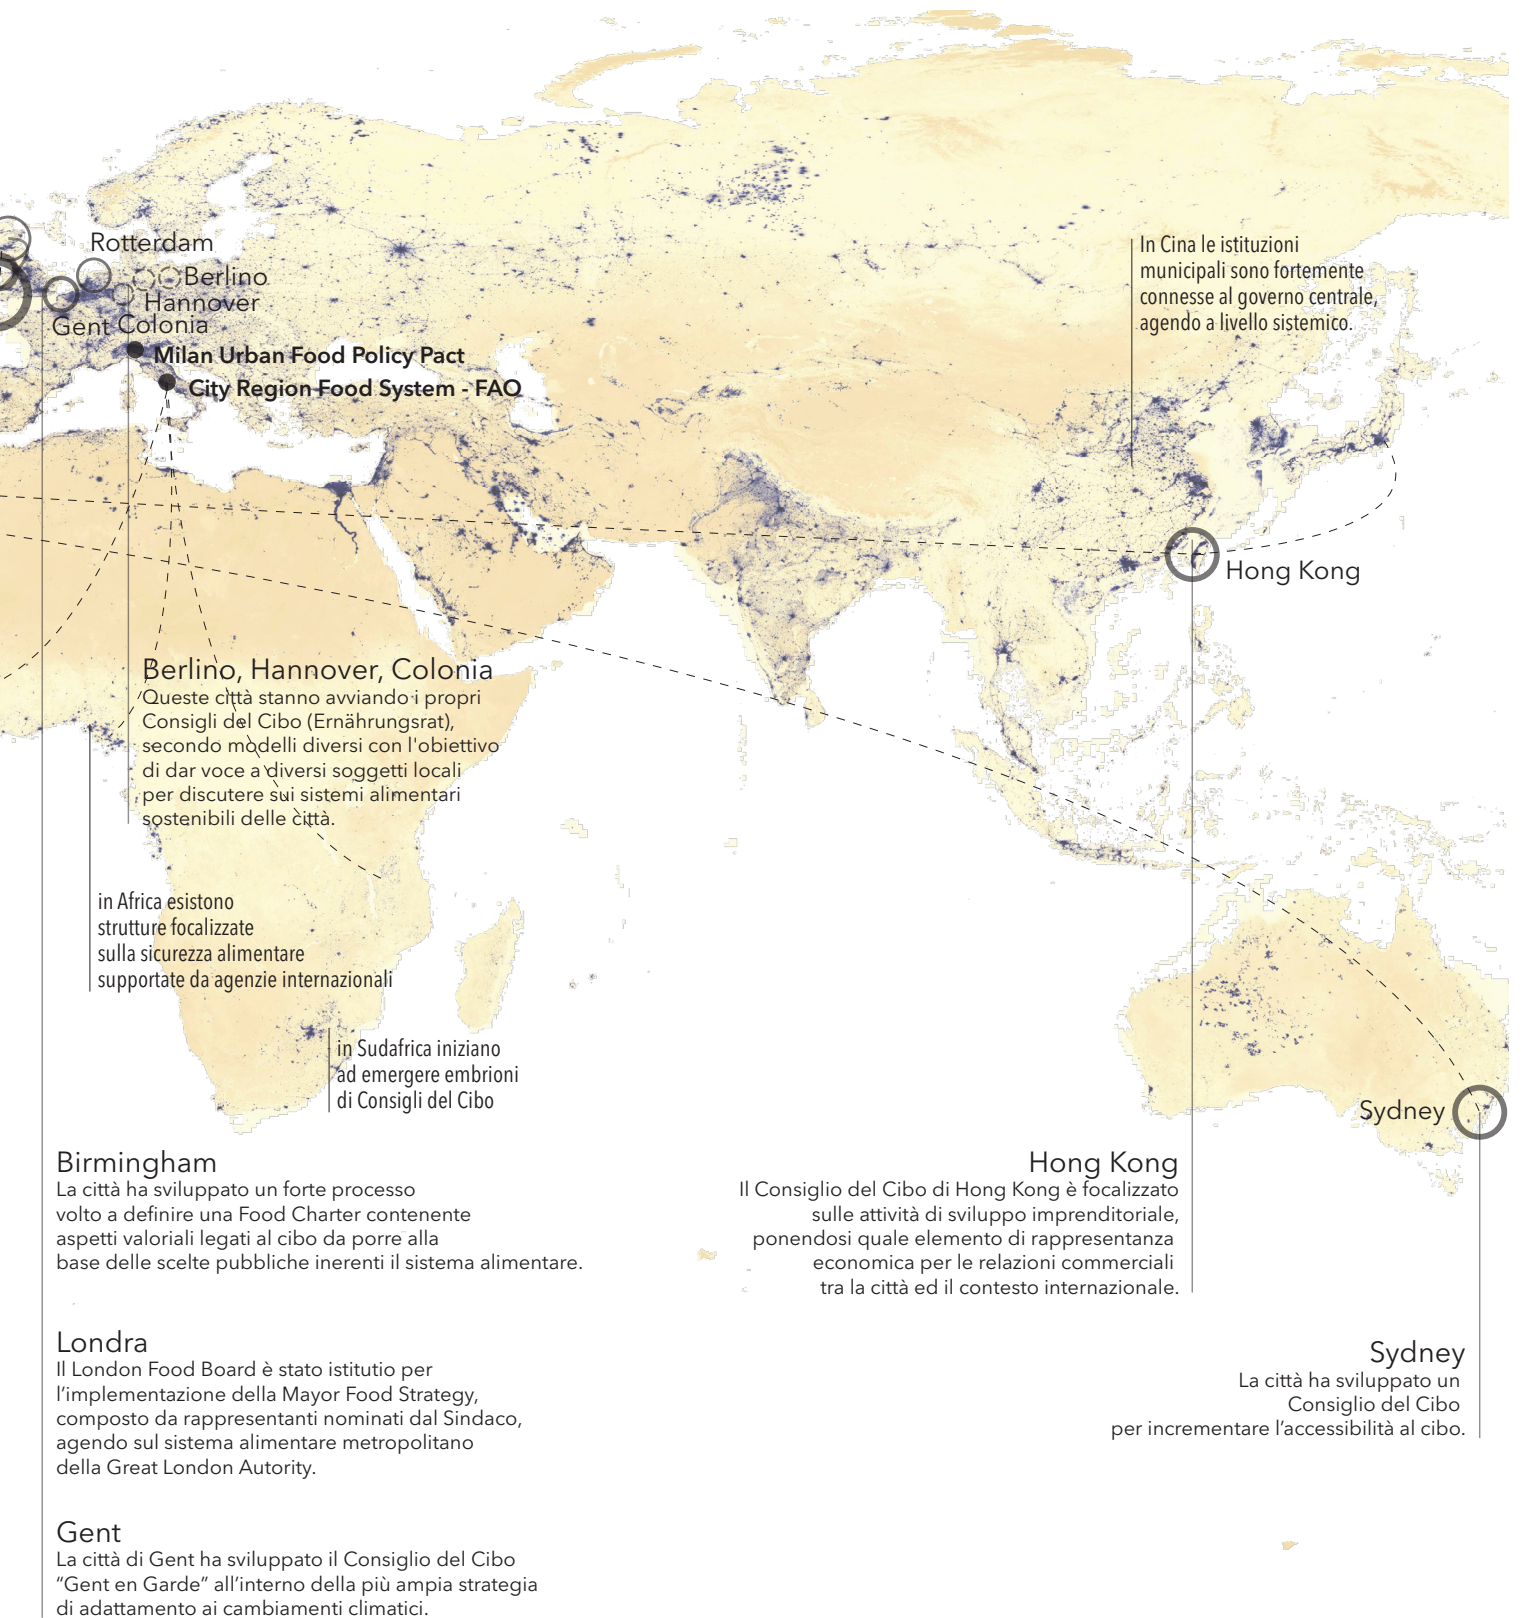 Rotterdam
Berlino
Hannover
Gent Colonia
Milan Urban Food Policy Pact
City Region Food System - FAO
In Cina le istituzioni
municipali sono fortemente
connesse al governo centrale,
agendo a livello sistemico.
Hong Kong
Berlino, Hannover, Colonia
Queste città stanno avviando i propri
Consigli del Cibo (Ernährungsrat),
secondo modelli diversi con l'obiettivo
di dar voce a diversi soggetti locali
per discutere sui sistemi alimentari
sostenibili delle città.
in Africa esistono
strutture focalizzate
sulla sicurezza alimentare
supportate da agenzie internazionali
in Sudafrica iniziano
ad emergere embrioni
di Consigli del Cibo
Sydney
Birmingham
La città ha sviluppato un forte processo
volto a definire una Food Charter contenente
aspetti valoriali legati al cibo da porre alla
base delle scelte pubbliche inerenti il sistema alimentare.
Hong Kong
Il Consiglio del Cibo di Hong Kong è focalizzato
sulle attività di sviluppo imprenditoriale,
ponendosi quale elemento di rappresentanza
economica per le relazioni commerciali
tra la città ed il contesto internazionale.
Londra
Il London Food Board è stato istitutio per
l’implementazione della Mayor Food Strategy,
composto da rappresentanti nominati dal Sindaco,
agendo sul sistema alimentare metropolitano
della Great London Autority.
Sydney
La città ha sviluppato un
Consiglio del Cibo
per incrementare l’accessibilità al cibo.
Gent
La città di Gent ha sviluppato il Consiglio del Cibo
“Gent en Garde” all’interno della più ampia strategia
di adattamento ai cambiamenti climatici.